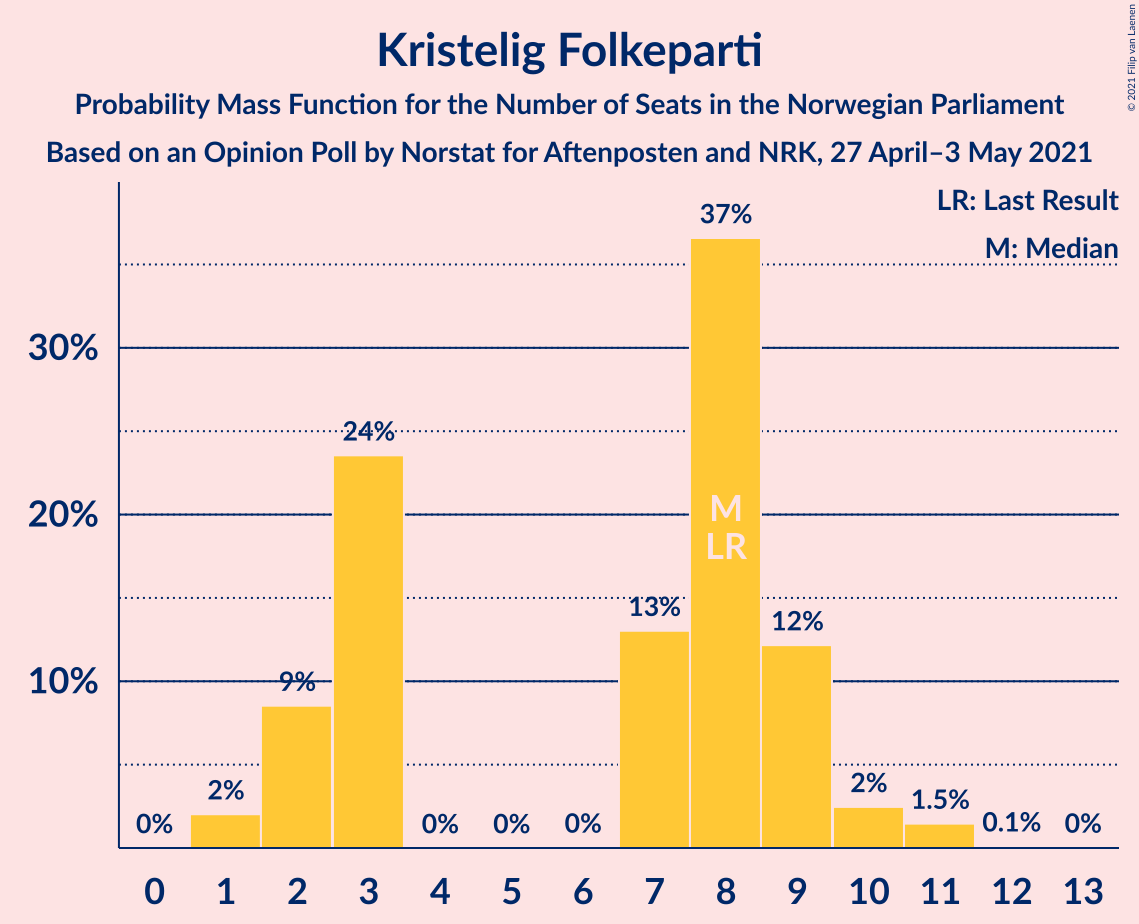 Kristelig Folkeparti
Probability Mass Function for the Number of Seats in the Norwegian Parliament
Based on an Opinion Poll by Norstat for Aftenposten and NRK, 27 April–3 May 2021
© 2021 Filip van Laenen
LR: Last Result
M: Median
30%
20%
10%
0%
2%
9%
24%
0%
0%
0%
13%
37%
M
LR
12%
2%
1.5%
0.1%
0%
0 1 2 3 4 5 6 7 8 9 10 11 12 13